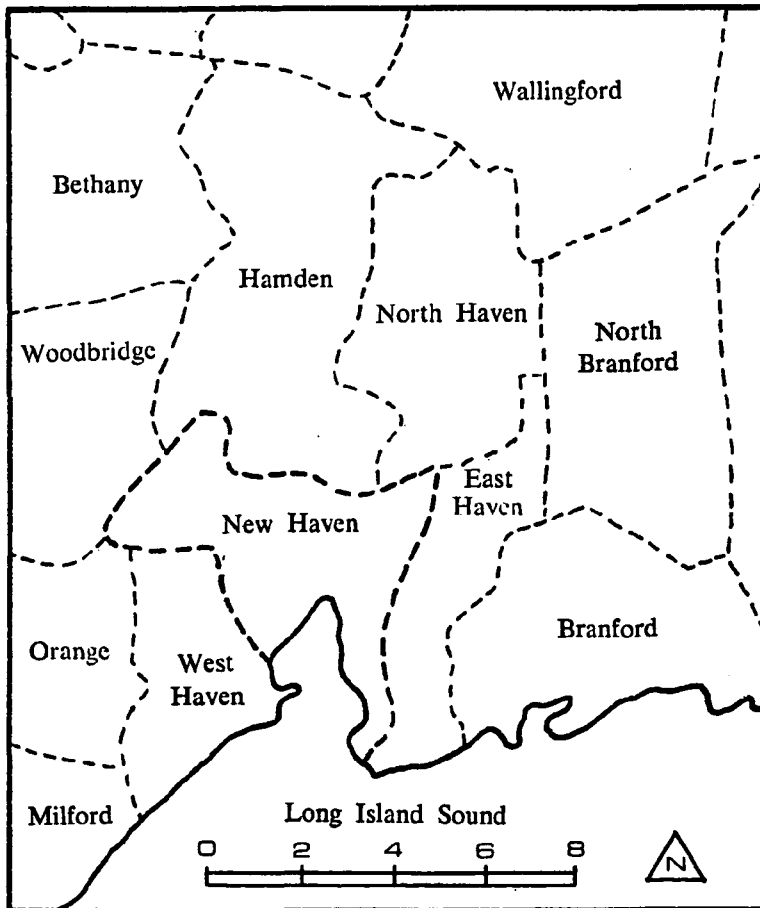 Wallingford
Bethany
Hamden
North Haven
Woodbridge
North
Branford
East
Haven
New Haven
Orange
West
Haven
Branford
Milford
Long Island Sound
0 2 4 6 8
N